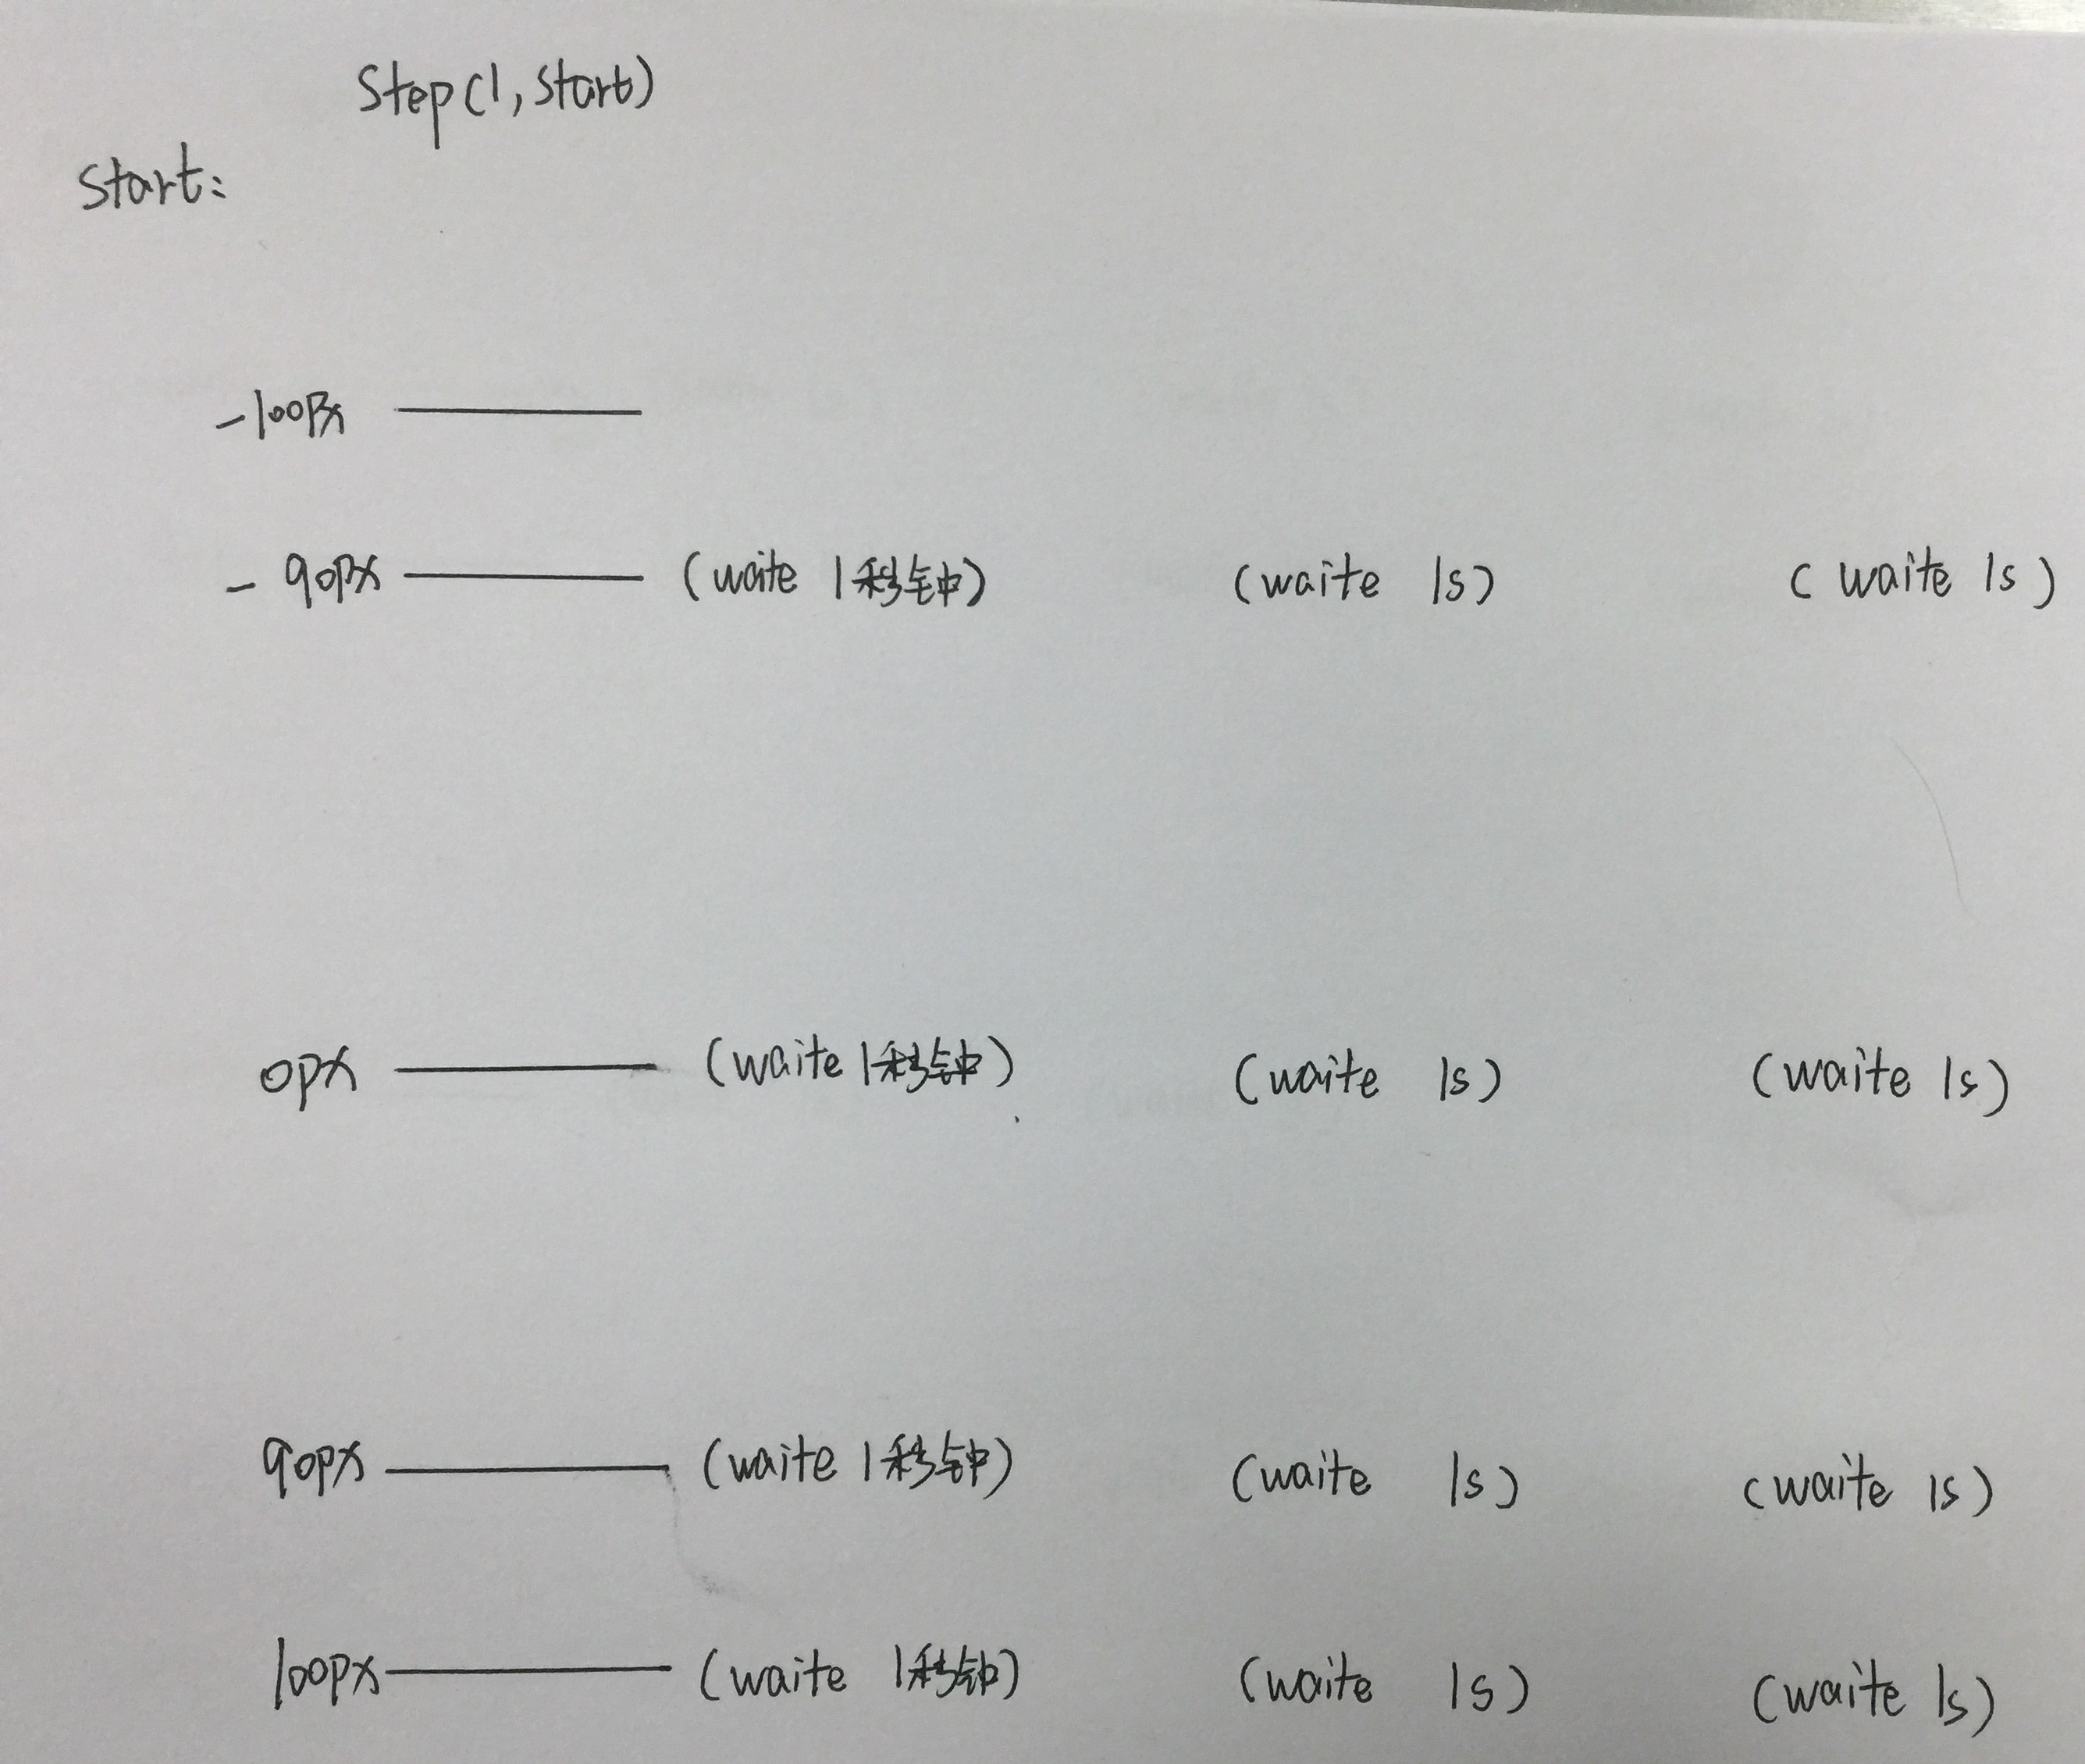 Step(1,start)
start:
-100px
- 90px (waite 1秒钟) (waite 1s) (waite 1s)
0px (waite 1秒钟) (waite 1s) (waite 1s)
90px (waite 1秒钟) (waite 1s) (waite 1s)
100px (waite 1秒钟) (waite 1s) (waite 1s)